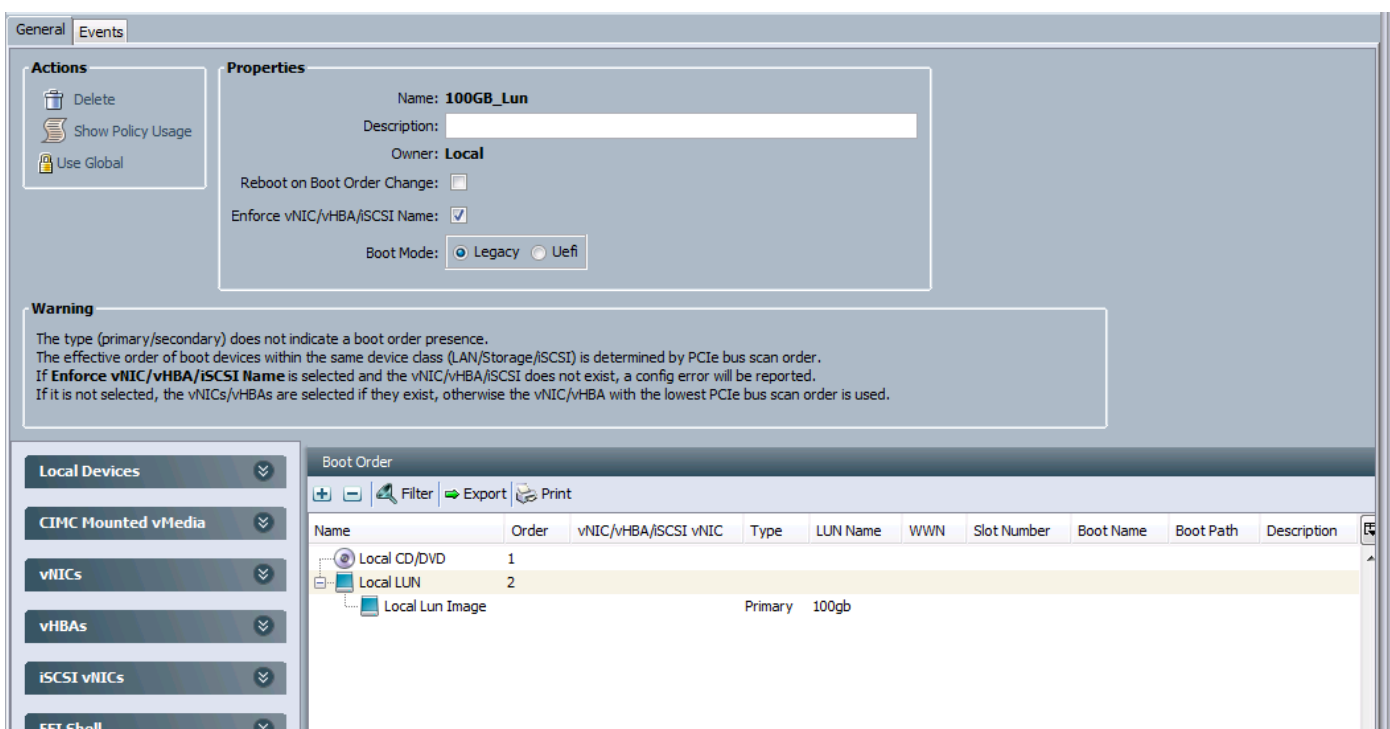 General Events
Actions
Delete
Show Policy Usage
Use Global
Properties
Name: 100GB_Lun
Description:
Owner: Local
Reboot on Boot Order Change:
Enforce vNIC/vHBA/iSCSI Name:
Boot Mode: Legacy Uefi
Warning
The type (primary/secondary) does not indicate a boot order presence.
The effective order of boot devices within the same device class (LAN/Storage/iSCSI) is determined by PCIe bus scan order.
If Enforce vNIC/vHBA/iSCSI Name is selected and the vNIC/vHBA/iSCSI does not exist, a config error will be reported.
If it is not selected, the vNICs/vHBAs are selected if they exist, otherwise the vNIC/vHBA with the lowest PCIe bus scan order is used.
Local Devices
CIMC Mounted vMedia
vNICs
vHBAs
iSCSI vNICs
EFI Shell
Boot Order
Filter Export Print
Name Order vNIC/vHBA/iSCSI vNIC Type LUN Name WWN Slot Number Boot Name Boot Path Description
Local CD/DVD 1
Local LUN 2
Local Lun Image Primary 100gb